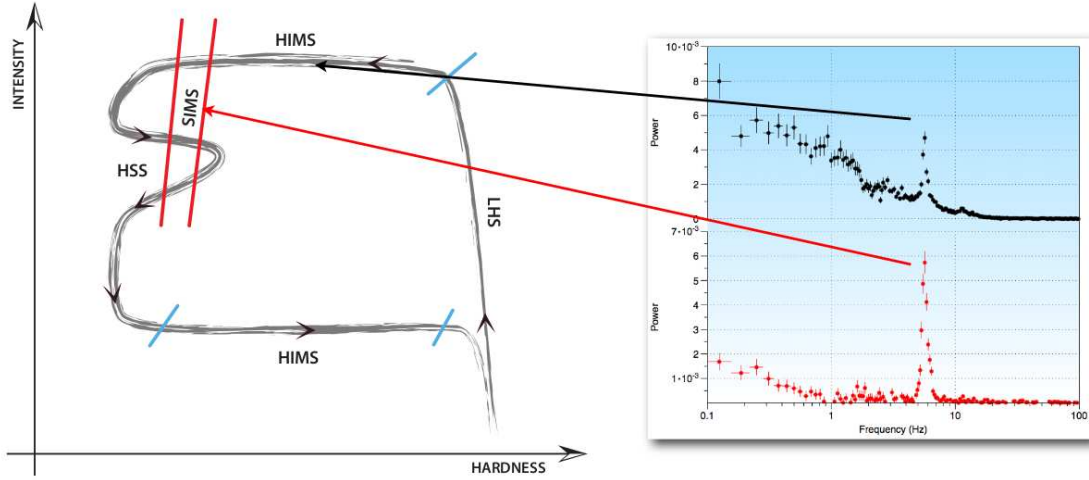 INTENSITY
HIMS
SIMS
HSS
LHS
HIMS
HARDNESS
10•10⁻³
8
6
4
2
0
Power
7•10⁻³
6
5
4
3
2
1•10⁻³
Power
0.1
1
10
100
Frequency (Hz)